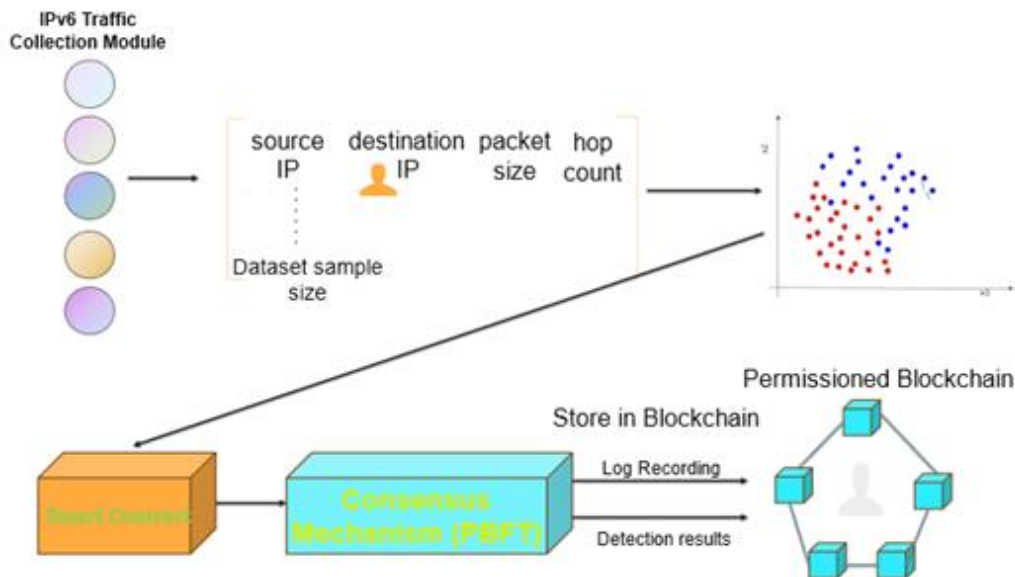 IPv6 Traffic
Collection Module
source destination packet hop
IP IP size count
Dataset sample
size
x2
Permissioned Blockchain
Store in Blockchain
Log Recording
Smart Contract
Consensus
Mechanism (PBFT)
Detection results